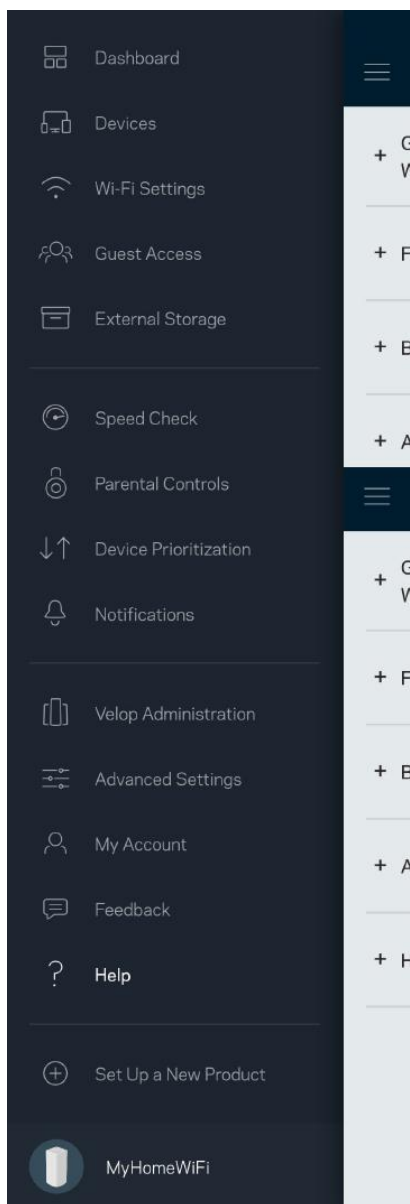 Dashboard
Devices
Wi-Fi Settings
Guest Access
External Storage
Speed Check
Parental Controls
Device Prioritization
Notifications
Velop Administration
Advanced Settings
My Account
Feedback
? Help
Set Up a New Product
MyHomeWiFi